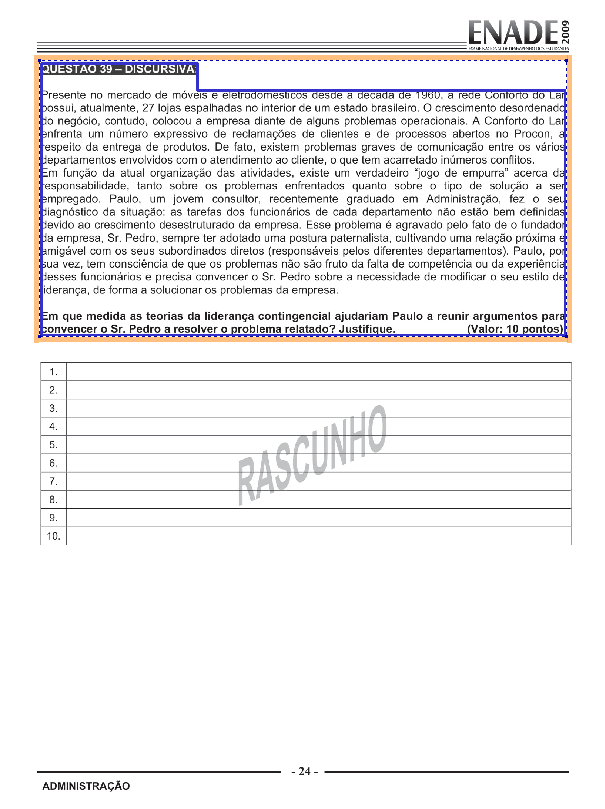 ENADE 2009
EXAME NACIONAL DE DESEMPENHO DOS ESTUDANTES
QUESTÃO 39 – DISCURSIVA
Presente no mercado de móveis e eletrodomésticos desde a década de 1960, a rede Conforto do Lar
possui, atualmente, 27 lojas espalhadas no interior de um estado brasileiro. O crescimento desordenado
do negócio, contudo, colocou a empresa diante de alguns problemas operacionais. A Conforto do Lar
enfrenta um número expressivo de reclamações de clientes e de processos abertos no Procon, a
respeito da entrega de produtos. De fato, existem problemas graves de comunicação entre os vários
departamentos envolvidos com o atendimento ao cliente, o que tem acarretado inúmeros conflitos.
Em função da atual organização das atividades, existe um verdadeiro “jogo de empurra” acerca da
responsabilidade, tanto sobre os problemas enfrentados quanto sobre o tipo de solução a ser
empregado. Paulo, um jovem consultor, recentemente graduado em Administração, fez o seu
diagnóstico da situação: as tarefas dos funcionários de cada departamento não estão bem definidas
devido ao crescimento desestruturado da empresa. Esse problema é agravado pelo fato de o fundador
da empresa, Sr. Pedro, sempre ter adotado uma postura paternalista, cultivando uma relação próxima e
amigável com os seus subordinados diretos (responsáveis pelos diferentes departamentos). Paulo, por
sua vez, tem consciência de que os problemas não são fruto da falta de competência ou da experiência
desses funcionários e precisa convencer o Sr. Pedro sobre a necessidade de modificar o seu estilo de
liderança, de forma a solucionar os problemas da empresa.
Em que medida as teorias da liderança contingencial ajudariam Paulo a reunir argumentos para
convencer o Sr. Pedro a resolver o problema relatado? Justifique. (Valor: 10 pontos)
1.
2.
3.
4.
5.
6.
7.
8.
9.
10.
RASCUNHO
- 24 -
ADMINISTRAÇÃO